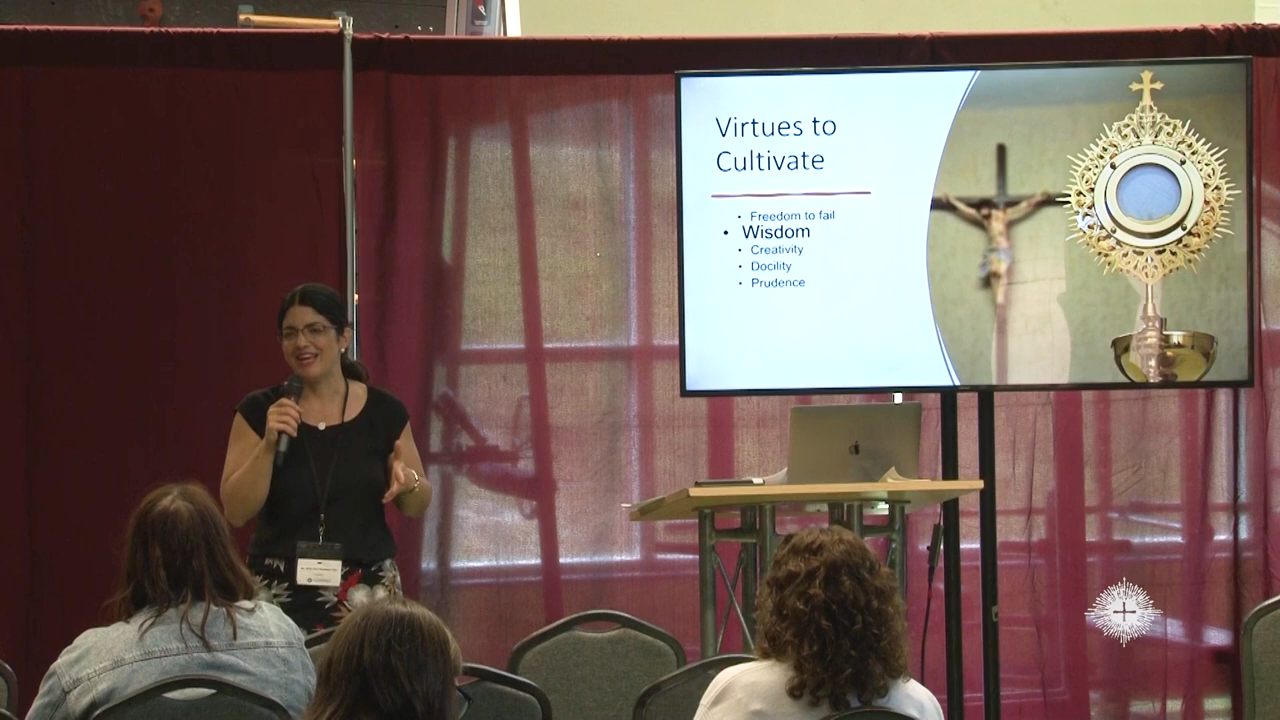 Virtues to
Cultivate
• Freedom to fail
• Wisdom
• Creativity
• Docility
• Prudence